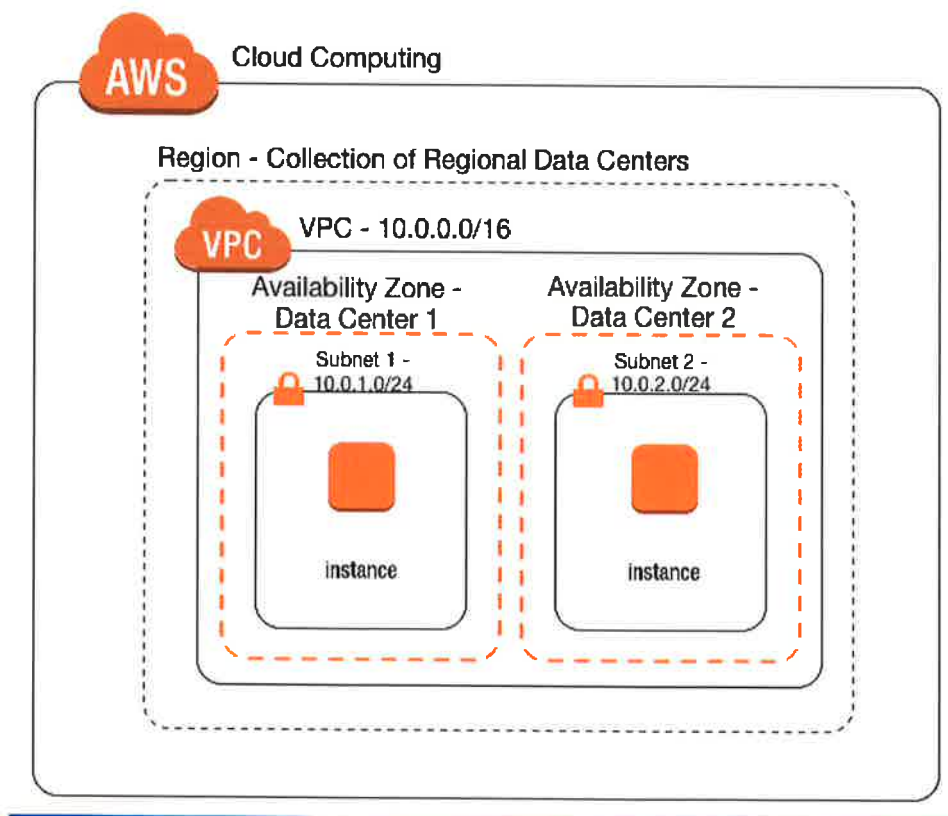 AWS
Cloud Computing
Region - Collection of Regional Data Centers
VPC
VPC - 10.0.0.0/16
Availability Zone -
Data Center 1
Availability Zone -
Data Center 2
Subnet 1 -
10.0.1.0/24
Subnet 2 -
10.0.2.0/24
instance
instance